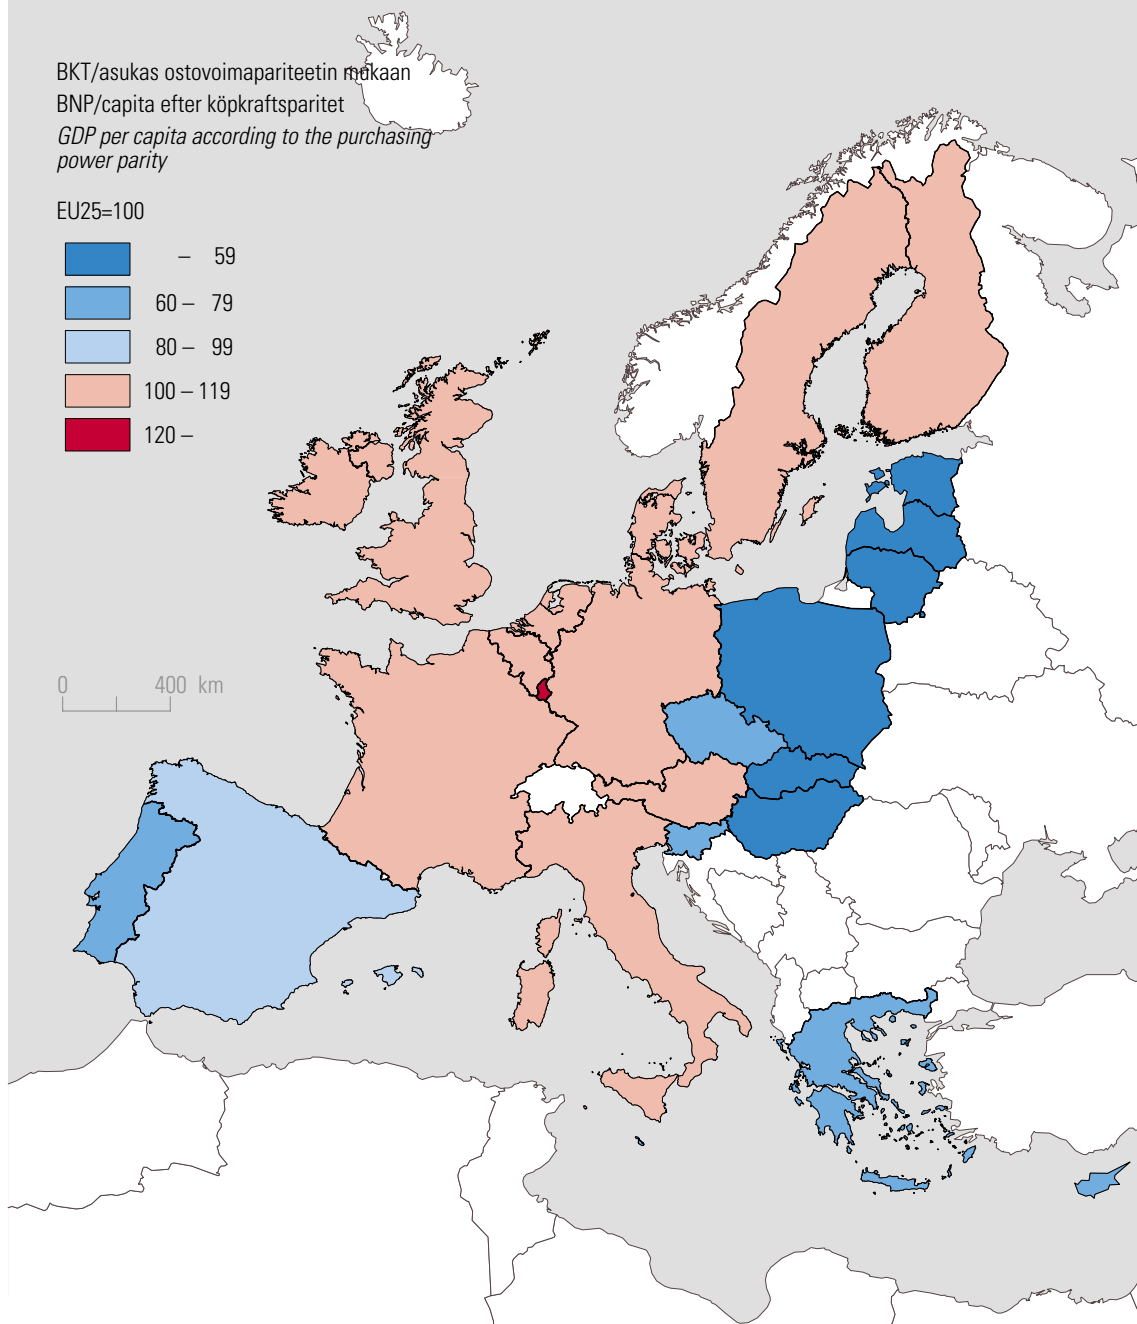 BKT/asukas ostovoimapariteetin mukaan
BNP/capita efter köpkraftsparitet
GDP per capita according to the purchasing
power parity
EU25=100
– 59
60 – 79
80 – 99
100 – 119
120 –
0 400 km